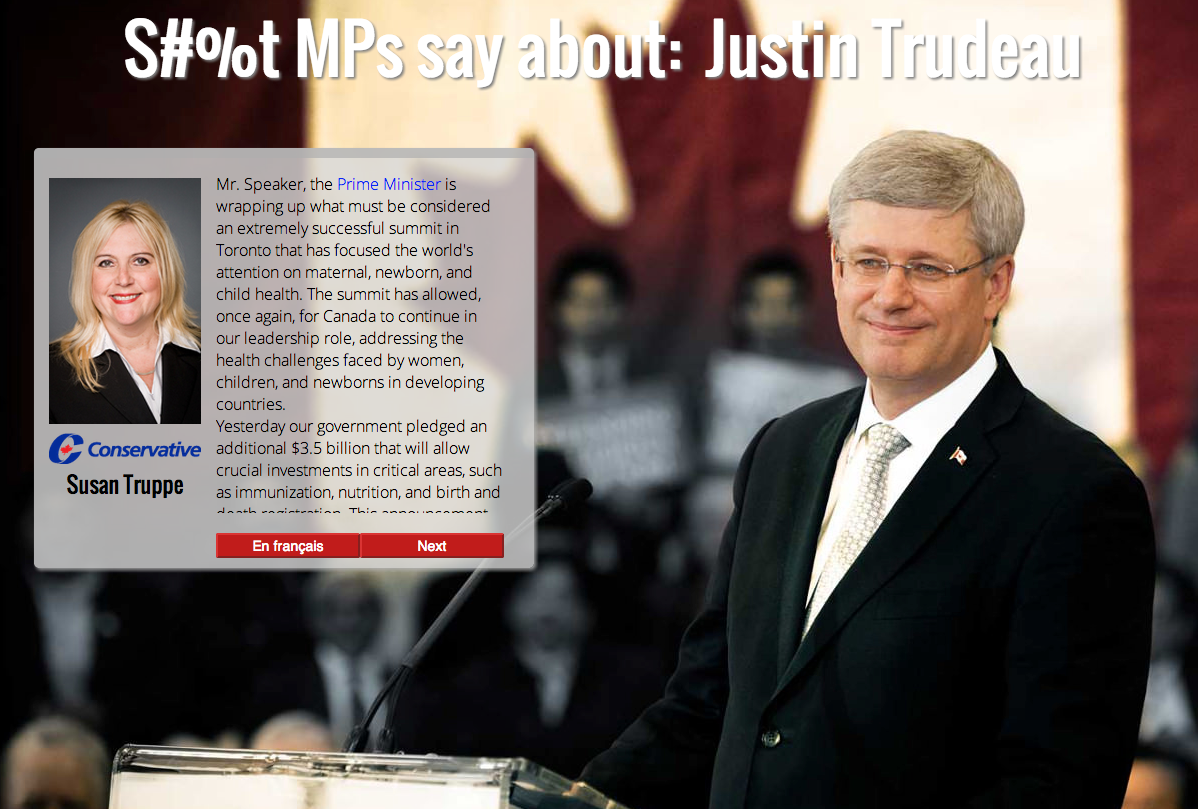 S#%t MPs say about: Justin Trudeau
Mr. Speaker, the Prime Minister is
wrapping up what must be considered
an extremely successful summit in
Toronto that has focused the world's
attention on maternal, newborn, and
child health. The summit has allowed,
once again, for Canada to continue in
our leadership role, addressing the
health challenges faced by women,
children, and newborns in developing
countries.
Yesterday our government pledged an
additional $3.5 billion that will allow
crucial investments in critical areas, such
as immunization, nutrition, and birth and
death registration. This announcement
Conservative
Susan Truppe
En français
Next